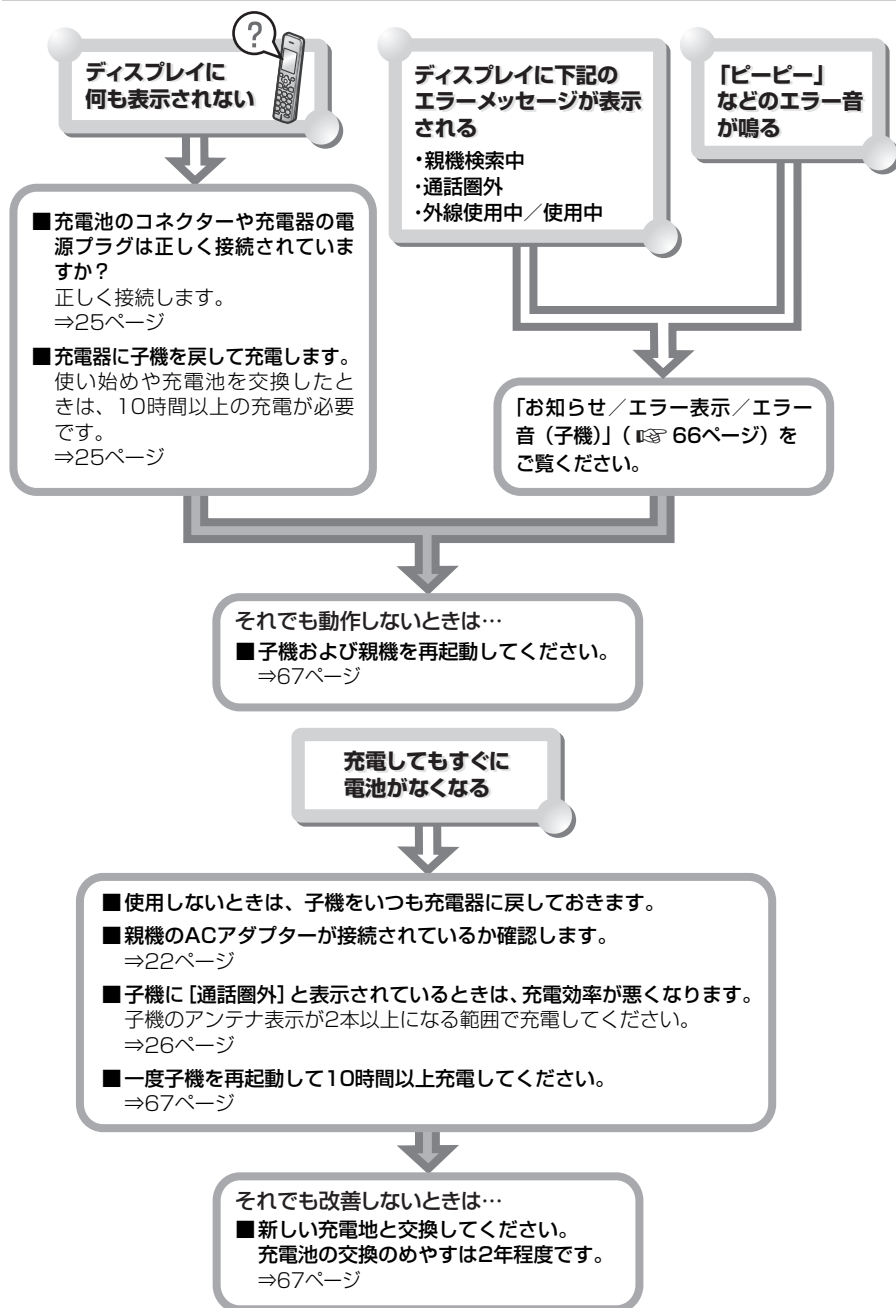 ?
ディスプレイに
何も表示されない
ディスプレイに下記の
エラーメッセージが表示
される
・親機検索中
・通話圏外
・外線使用中／使用中
「ピーピー」
などのエラー音
が鳴る
■充電池のコネクターや充電器の電
源プラグは正しく接続されていま
すか？
正しく接続します。
⇒25ページ
■充電器に子機を戻して充電します。
使い始めや充電池を交換したと
きは、10時間以上の充電が必要
です。
⇒25ページ
「お知らせ／エラー表示／エラー
音（子機）」（☞ 66ページ）を
ご覧ください。
それでも動作しないときは…
■子機および親機を再起動してください。
⇒67ページ
充電してもすぐに
電池がなくなる
■使用しないときは、子機をいつも充電器に戻しておきます。
■親機のACアダプターが接続されているか確認します。
⇒22ページ
■子機に［通話圏外］と表示されているときは、充電効率が悪くなります。
子機のアンテナ表示が2本以上になる範囲で充電してください。
⇒26ページ
■一度子機を再起動して10時間以上充電してください。
⇒67ページ
それでも改善しないときは…
■新しい充電地と交換してください。
充電池の交換のめやすは2年程度です。
⇒67ページ